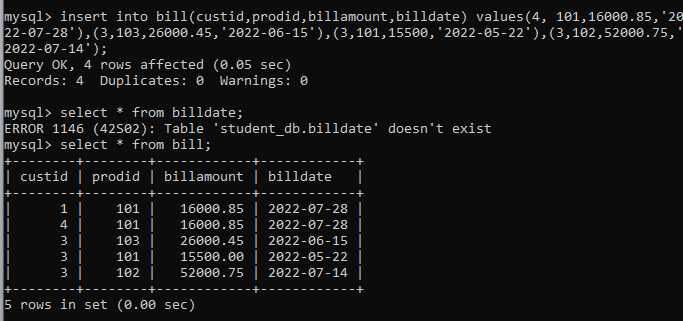 mysql> insert into bill(custid,prodid,billamount,billdate) values(4, 101,16000.85,'20
22-07-28'),(3,103,26000.45,'2022-06-15'),(3,101,15500,'2022-05-22'),(3,102,52000.75,'
2022-07-14');
Query OK, 4 rows affected (0.05 sec)
Records: 4  Duplicates: 0  Warnings: 0

mysql> select * from billdate;
ERROR 1146 (42S02): Table 'student_db.billdate' doesn't exist
mysql> select * from bill;
+--------+--------+------------+------------+
| custid | prodid | billamount | billdate   |
+--------+--------+------------+------------+
|      1 |    101 |   16000.85 | 2022-07-28 |
|      4 |    101 |   16000.85 | 2022-07-28 |
|      3 |    103 |   26000.45 | 2022-06-15 |
|      3 |    101 |   15500.00 | 2022-05-22 |
|      3 |    102 |   52000.75 | 2022-07-14 |
+--------+--------+------------+------------+
5 rows in set (0.00 sec)